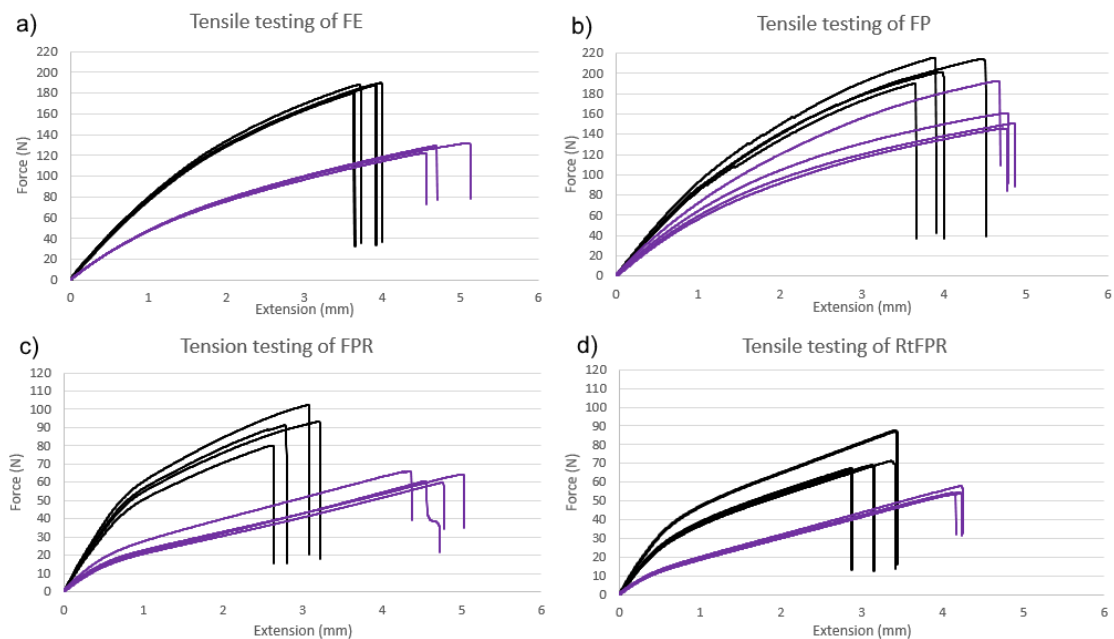 a)
Tensile testing of FE
220
200
180
160
140
120
100
80
60
40
20
0
Force (N)
0 1 2 3 4 5 6
Extension (mm)
b)
Tensile testing of FP
220
200
180
160
140
120
100
80
60
40
20
0
Force (N)
0 1 2 3 4 5 6
Extension (mm)
c)
Tension testing of FPR
120
110
100
90
80
70
60
50
40
30
20
10
0
Force (N)
0 1 2 3 4 5 6
Extension (mm)
d)
Tensile testing of RtFPR
120
110
100
90
80
70
60
50
40
30
20
10
0
Force (N)
0 1 2 3 4 5 6
Extension (mm)